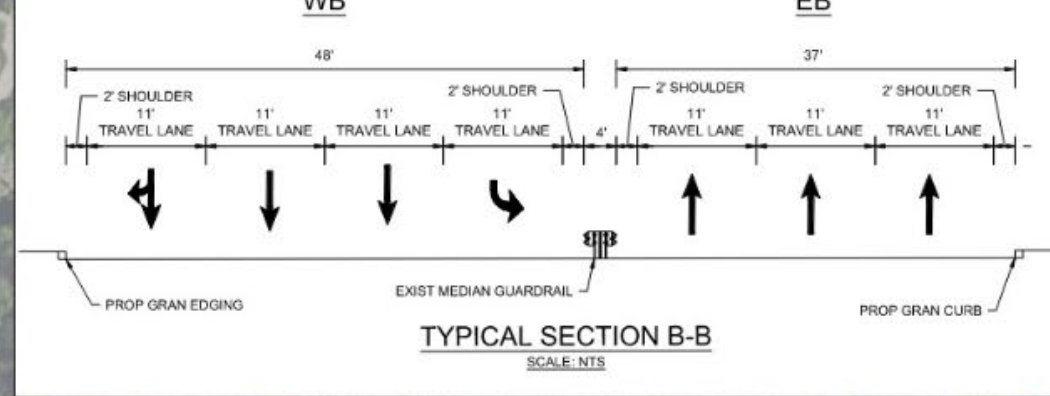 WB
EB
48'
37'
2' SHOULDER
2' SHOULDER
2' SHOULDER
2' SHOULDER
11'
TRAVEL LANE
11'
TRAVEL LANE
11'
TRAVEL LANE
11'
TRAVEL LANE
4'
11'
TRAVEL LANE
11'
TRAVEL LANE
11'
TRAVEL LANE
PROP GRAN EDGING
EXIST MEDIAN GUARDRAIL
PROP GRAN CURB
TYPICAL SECTION B-B
SCALE: NTS